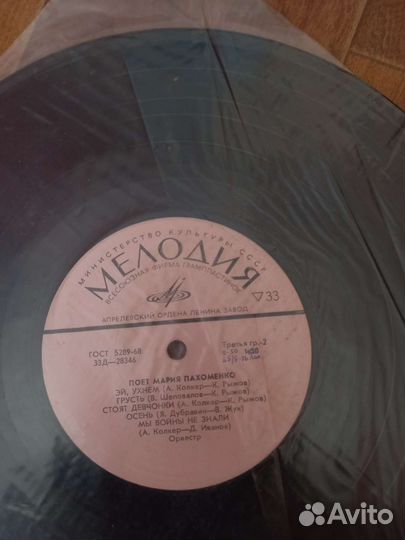 МИНИСТЕРСТВО КУЛЬТУРЫ СССР
МЕЛОДИЯ
ВСЕСОЮЗНАЯ ФИРМА ГРАМПЛАСТИНОК
▽33
АПРЕЛЕВСКИЙ ОРДЕНА ЛЕНИНА ЗАВОД
ГОСТ 5289-68
33Д—28346
Третья гр.-2
ПОЕТ МАРИЯ ПАХОМЕНКО
ЭЙ, УХНЕМ (А. Колкер—К. Рыжов)
ГРУСТЬ (В. Шеповалов—К. Рыжов)
СТОЯТ ДЕВЧОНКИ (А. Колкер—К. Рыжов)
ОСЕНЬ (Я. Дубравин—В. Жук)
МЫ ВОЙНЫ НЕ ЗНАЛИ
(А. Колкер—Д. Иванов)
Оркестр
Avito